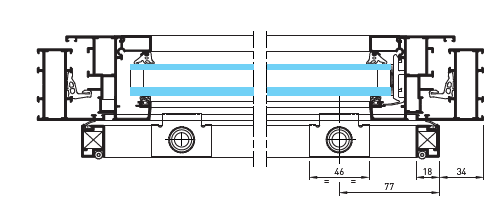 46 18 34
= =
77